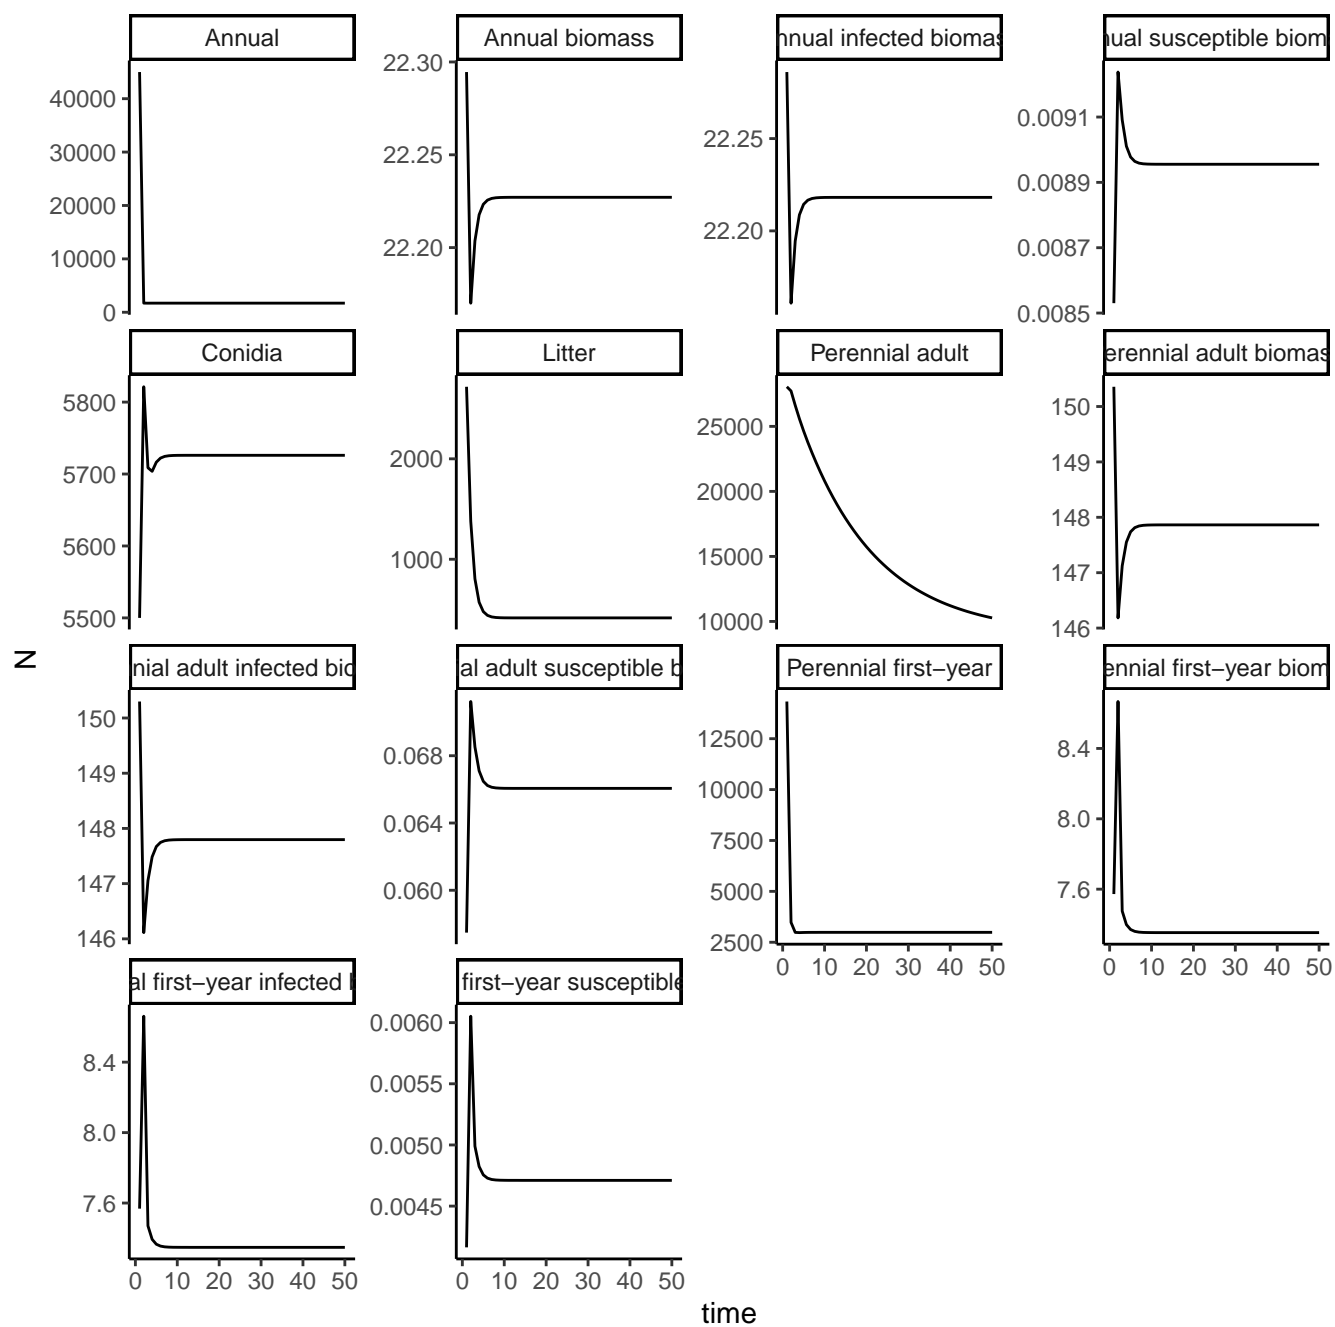 Annual
Annual biomass
nnual infected biomas
nual susceptible biom
22.30
40000
30000
20000
10000
0
22.25
22.20
22.25
22.20
0.0091
0.0089
0.0087
0.0085
Conidia
Litter
Perennial adult
erennial adult biomas
5800
5700
5600
5500
2000
1000
25000
20000
15000
10000
150
149
148
147
146
N
nial adult infected bio
al adult susceptible b
Perennial first−year
ennial first−year biom
150
149
148
147
146
0.068
0.064
0.060
12500
10000
7500
5000
2500
8.4
8.0
7.6
0 10 20 30 40 50
0 10 20 30 40 50
al first−year infected b
first−year susceptible
8.4
8.0
7.6
0.0060
0.0055
0.0050
0.0045
0 10 20 30 40 50
0 10 20 30 40 50
time